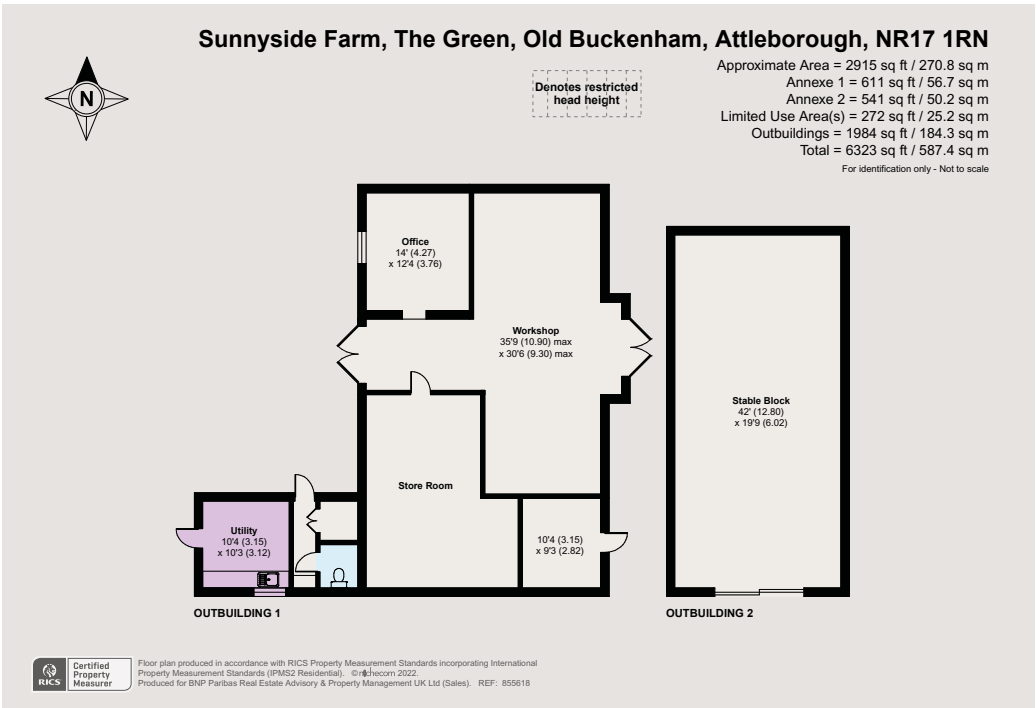 Sunnyside Farm, The Green, Old Buckenham, Attleborough, NR17 1RN
Approximate Area = 2915 sq ft / 270.8 sq m
Annexe 1 = 611 sq ft / 56.7 sq m
Annexe 2 = 541 sq ft / 50.2 sq m
Limited Use Area(s) = 272 sq ft / 25.2 sq m
Outbuildings = 1984 sq ft / 184.3 sq m
Total = 6323 sq ft / 587.4 sq m
For identification only - Not to scale
N
Denotes restricted
head height
Office
14' (4.27)
x 12'4 (3.76)
Workshop
35'9 (10.90) max
x 30'6 (9.30) max
Stable Block
42' (12.80)
x 19'9 (6.02)
Store Room
Utility
10'4 (3.15)
x 10'3 (3.12)
10'4 (3.15)
x 9'3 (2.82)
OUTBUILDING 1
OUTBUILDING 2
RICS
Certified
Property
Measurer
Floor plan produced in accordance with RICS Property Measurement Standards incorporating International
Property Measurement Standards (IPMS2 Residential). © 2022.
Produced for BNP Paribas Real Estate Advisory & Property Management UK Ltd (Sales). REF: 855618